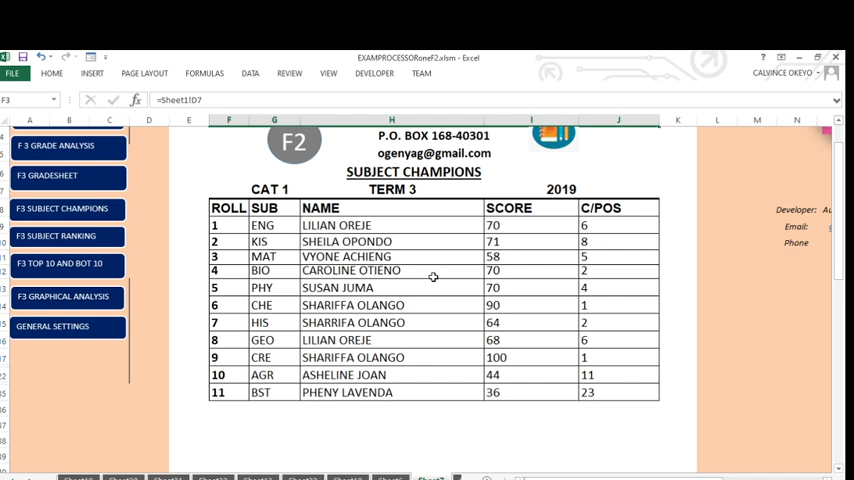 EXAMPROCESSORoneF2.xlsm - Excel
FILE HOME INSERT PAGE LAYOUT FORMULAS DATA REVIEW VIEW DEVELOPER TEAM CALVINCE OKEYO
F3 fx =Sheet1!D7
A B C D E F G H I J K L M N
F 3 GRADE ANALYSIS
F3 GRADESHEET
F3 SUBJECT CHAMPIONS
F3 SUBJECT RANKING
F3 TOP 10 AND BOT 10
F3 GRAPHICAL ANALYSIS
GENERAL SETTINGS
F2
P.O. BOX 168-40301
ogenyag@gmail.com
SUBJECT CHAMPIONS
CAT 1 TERM 3 2019
ROLL SUB NAME SCORE C/POS
1 ENG LILIAN OREJE 70 6
2 KIS SHEILA OPONDO 71 8
3 MAT VYONE ACHIENG 58 5
4 BIO CAROLINE OTIENO 70 2
5 PHY SUSAN JUMA 70 4
6 CHE SHARIFFA OLANGO 90 1
7 HIS SHARRIFA OLANGO 64 2
8 GEO LILIAN OREJE 68 6
9 CRE SHARIFFA OLANGO 100 1
10 AGR ASHELINE JOAN 44 11
11 BST PHENY LAVENDA 36 23
Developer: Au
Email:
Phone
Sheet7